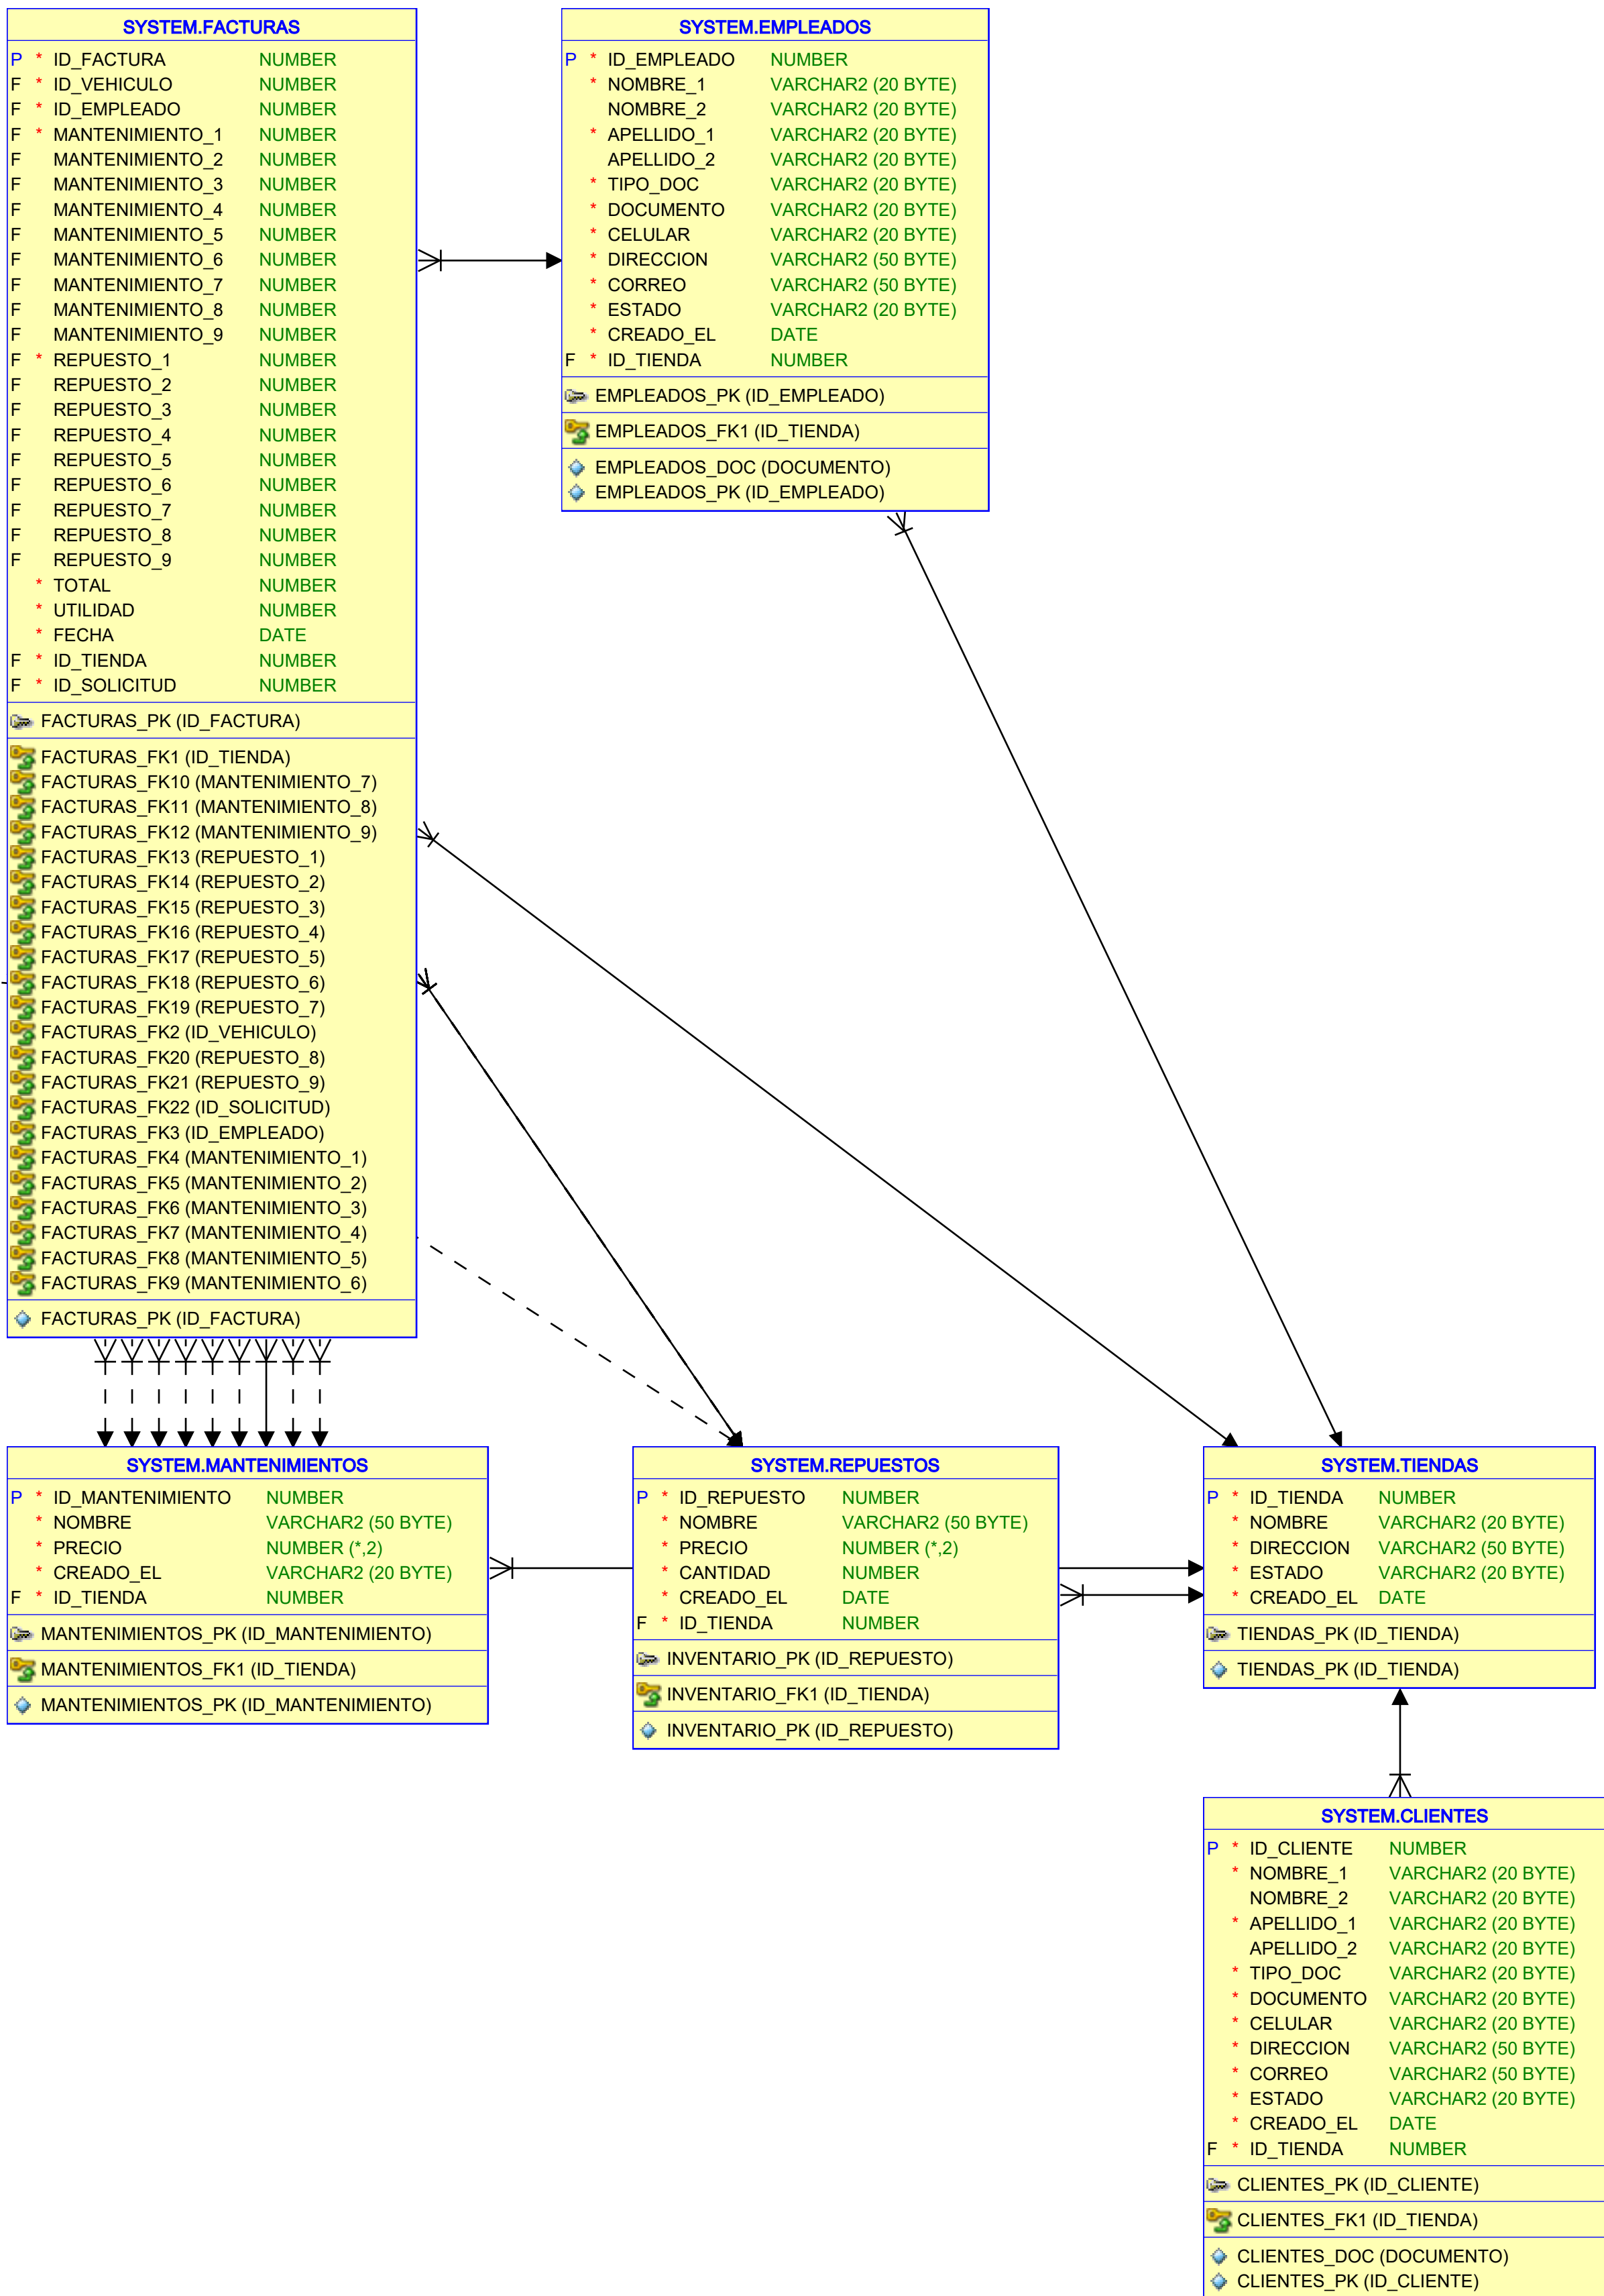 SYSTEM.FACTURAS
P * ID_FACTURA NUMBER
F * ID_VEHICULO NUMBER
F * ID_EMPLEADO NUMBER
F * MANTENIMIENTO_1 NUMBER
F MANTENIMIENTO_2 NUMBER
F MANTENIMIENTO_3 NUMBER
F MANTENIMIENTO_4 NUMBER
F MANTENIMIENTO_5 NUMBER
F MANTENIMIENTO_6 NUMBER
F MANTENIMIENTO_7 NUMBER
F MANTENIMIENTO_8 NUMBER
F MANTENIMIENTO_9 NUMBER
F * REPUESTO_1 NUMBER
F REPUESTO_2 NUMBER
F REPUESTO_3 NUMBER
F REPUESTO_4 NUMBER
F REPUESTO_5 NUMBER
F REPUESTO_6 NUMBER
F REPUESTO_7 NUMBER
F REPUESTO_8 NUMBER
F REPUESTO_9 NUMBER
* TOTAL NUMBER
* UTILIDAD NUMBER
* FECHA DATE
F * ID_TIENDA NUMBER
F * ID_SOLICITUD NUMBER
FACTURAS_PK (ID_FACTURA)
FACTURAS_FK1 (ID_TIENDA)
FACTURAS_FK10 (MANTENIMIENTO_7)
FACTURAS_FK11 (MANTENIMIENTO_8)
FACTURAS_FK12 (MANTENIMIENTO_9)
FACTURAS_FK13 (REPUESTO_1)
FACTURAS_FK14 (REPUESTO_2)
FACTURAS_FK15 (REPUESTO_3)
FACTURAS_FK16 (REPUESTO_4)
FACTURAS_FK17 (REPUESTO_5)
FACTURAS_FK18 (REPUESTO_6)
FACTURAS_FK19 (REPUESTO_7)
FACTURAS_FK2 (ID_VEHICULO)
FACTURAS_FK20 (REPUESTO_8)
FACTURAS_FK21 (REPUESTO_9)
FACTURAS_FK22 (ID_SOLICITUD)
FACTURAS_FK3 (ID_EMPLEADO)
FACTURAS_FK4 (MANTENIMIENTO_1)
FACTURAS_FK5 (MANTENIMIENTO_2)
FACTURAS_FK6 (MANTENIMIENTO_3)
FACTURAS_FK7 (MANTENIMIENTO_4)
FACTURAS_FK8 (MANTENIMIENTO_5)
FACTURAS_FK9 (MANTENIMIENTO_6)
FACTURAS_PK (ID_FACTURA)
SYSTEM.EMPLEADOS
P * ID_EMPLEADO NUMBER
* NOMBRE_1 VARCHAR2 (20 BYTE)
NOMBRE_2 VARCHAR2 (20 BYTE)
* APELLIDO_1 VARCHAR2 (20 BYTE)
APELLIDO_2 VARCHAR2 (20 BYTE)
* TIPO_DOC VARCHAR2 (20 BYTE)
* DOCUMENTO VARCHAR2 (20 BYTE)
* CELULAR VARCHAR2 (20 BYTE)
* DIRECCION VARCHAR2 (50 BYTE)
* CORREO VARCHAR2 (50 BYTE)
* ESTADO VARCHAR2 (20 BYTE)
* CREADO_EL DATE
F * ID_TIENDA NUMBER
EMPLEADOS_PK (ID_EMPLEADO)
EMPLEADOS_FK1 (ID_TIENDA)
EMPLEADOS_DOC (DOCUMENTO)
EMPLEADOS_PK (ID_EMPLEADO)
SYSTEM.MANTENIMIENTOS
P * ID_MANTENIMIENTO NUMBER
* NOMBRE VARCHAR2 (50 BYTE)
* PRECIO NUMBER (*,2)
* CREADO_EL VARCHAR2 (20 BYTE)
F * ID_TIENDA NUMBER
MANTENIMIENTOS_PK (ID_MANTENIMIENTO)
MANTENIMIENTOS_FK1 (ID_TIENDA)
MANTENIMIENTOS_PK (ID_MANTENIMIENTO)
SYSTEM.REPUESTOS
P * ID_REPUESTO NUMBER
* NOMBRE VARCHAR2 (50 BYTE)
* PRECIO NUMBER (*,2)
* CANTIDAD NUMBER
* CREADO_EL DATE
F * ID_TIENDA NUMBER
INVENTARIO_PK (ID_REPUESTO)
INVENTARIO_FK1 (ID_TIENDA)
INVENTARIO_PK (ID_REPUESTO)
SYSTEM.TIENDAS
P * ID_TIENDA NUMBER
* NOMBRE VARCHAR2 (20 BYTE)
* DIRECCION VARCHAR2 (50 BYTE)
* ESTADO VARCHAR2 (20 BYTE)
* CREADO_EL DATE
TIENDAS_PK (ID_TIENDA)
TIENDAS_PK (ID_TIENDA)
SYSTEM.CLIENTES
P * ID_CLIENTE NUMBER
* NOMBRE_1 VARCHAR2 (20 BYTE)
NOMBRE_2 VARCHAR2 (20 BYTE)
* APELLIDO_1 VARCHAR2 (20 BYTE)
APELLIDO_2 VARCHAR2 (20 BYTE)
* TIPO_DOC VARCHAR2 (20 BYTE)
* DOCUMENTO VARCHAR2 (20 BYTE)
* CELULAR VARCHAR2 (20 BYTE)
* DIRECCION VARCHAR2 (50 BYTE)
* CORREO VARCHAR2 (50 BYTE)
* ESTADO VARCHAR2 (20 BYTE)
* CREADO_EL DATE
F * ID_TIENDA NUMBER
CLIENTES_PK (ID_CLIENTE)
CLIENTES_FK1 (ID_TIENDA)
CLIENTES_DOC (DOCUMENTO)
CLIENTES_PK (ID_CLIENTE)